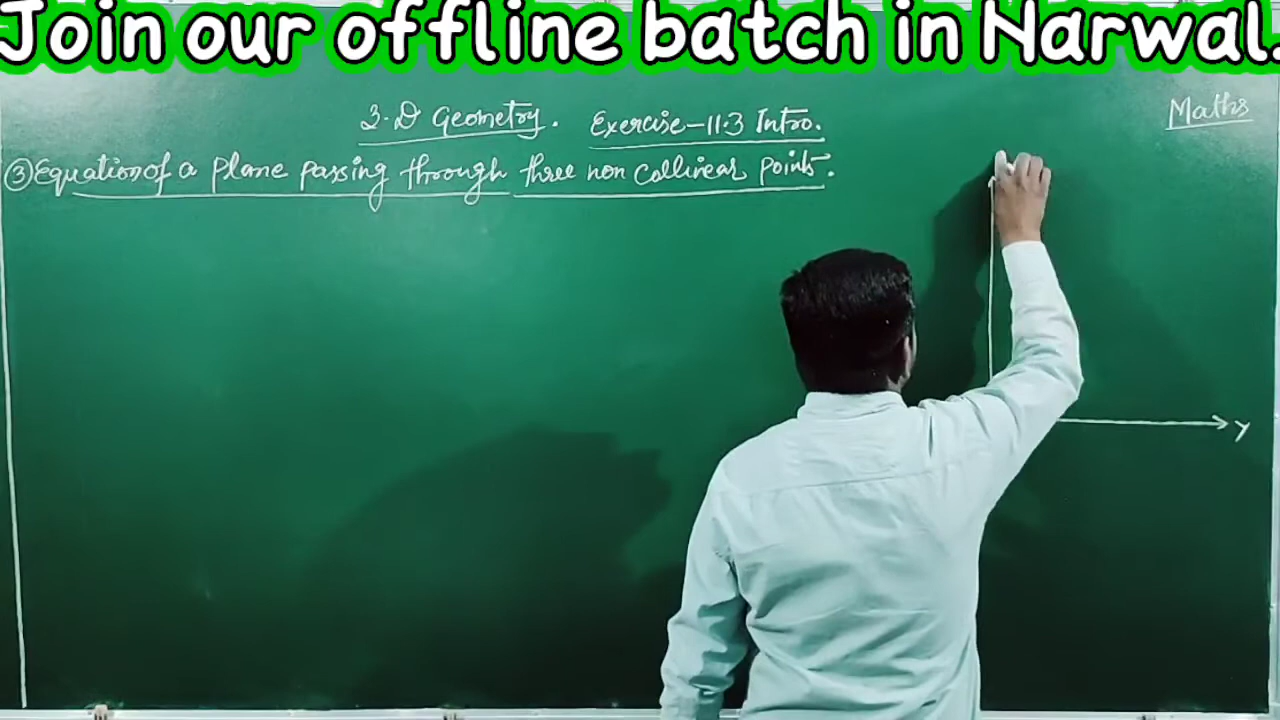 Join our offline batch in Narwal.
3-D Geometry. Exercise-11.3 Intro.
Maths
③ Equation of a plane passing through three non collinear points.
y